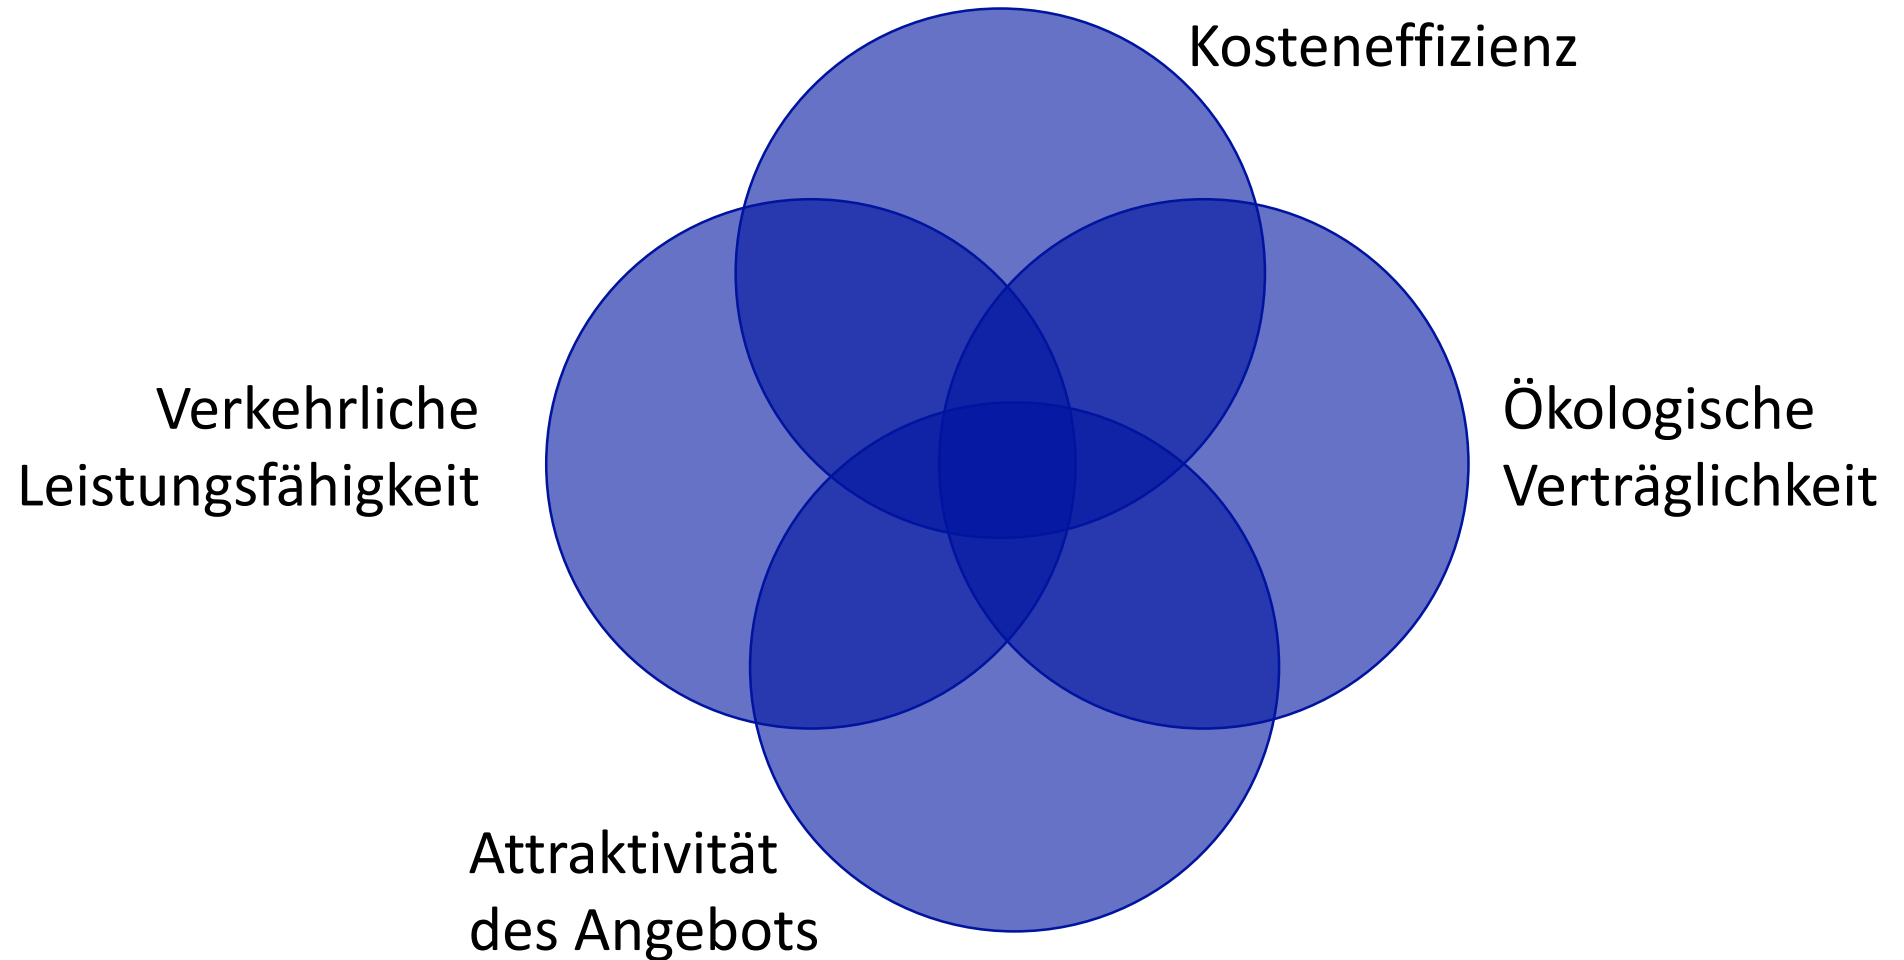 Kosteneffizienz
Verkehrliche
Leistungsfähigkeit
Ökologische
Verträglichkeit
Attraktivität
des Angebots